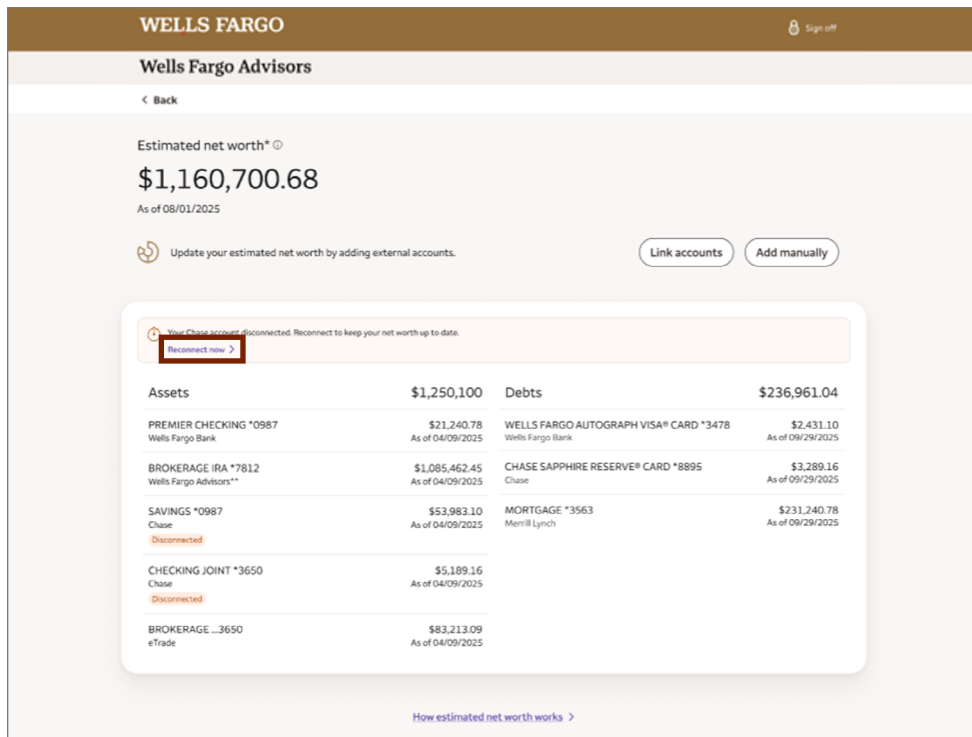 WELLS FARGO
Sign off
Wells Fargo Advisors
Back
Estimated net worth*
$1,160,700.68
As of 08/01/2025
Update your estimated net worth by adding external accounts.
Link accounts
Add manually
Your Chase account disconnected. Reconnect to keep your net worth up to date.
Reconnect now
Assets $1,250,100
PREMIER CHECKING *0987 $21,240.78
Wells Fargo Bank As of 04/09/2025
BROKERAGE IRA *7812 $1,085,462.45
Wells Fargo Advisors** As of 04/09/2025
SAVINGS *0987 $53,983.10
Chase As of 04/09/2025
Disconnected
CHECKING JOINT *3650 $5,189.16
Chase As of 04/09/2025
Disconnected
BROKERAGE ...3650 $83,213.09
eTrade As of 04/09/2025
Debts $236,961.04
WELLS FARGO AUTOGRAPH VISA® CARD *3478 $2,431.10
Wells Fargo Bank As of 09/29/2025
CHASE SAPPHIRE RESERVE® CARD *8895 $3,289.16
Chase As of 09/29/2025
MORTGAGE *3563 $231,240.78
Merrill Lynch As of 09/29/2025
How estimated net worth works